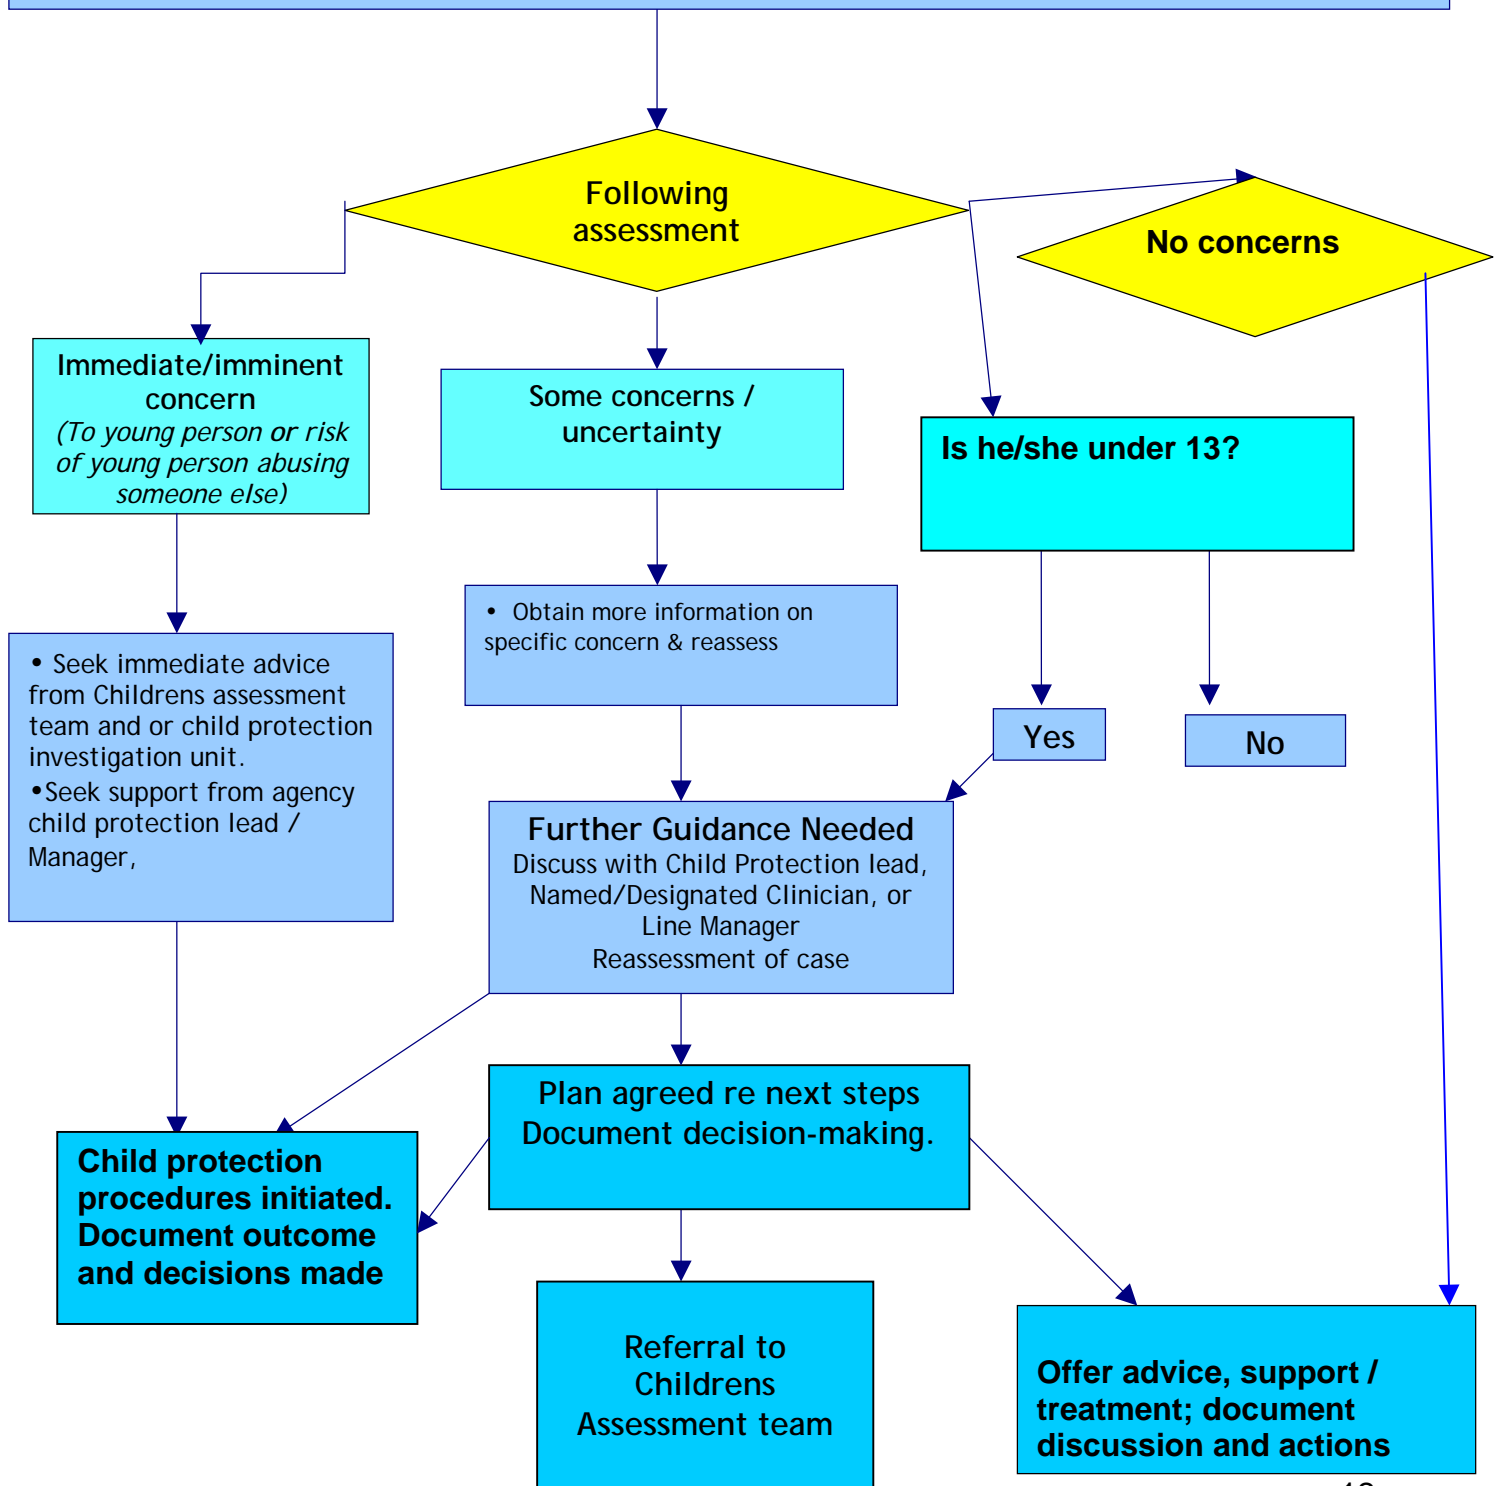 Following
assessment
No concerns
Immediate/imminent
concern
(To young person or risk
of young person abusing
someone else)
Some concerns /
uncertainty
Is he/she under 13?
• Obtain more information on
specific concern & reassess
• Seek immediate advice
from Childrens assessment
team and or child protection
investigation unit.
•Seek support from agency
child protection lead /
Manager,
Yes
No
Further Guidance Needed
Discuss with Child Protection lead,
Named/Designated Clinician, or
Line Manager
Reassessment of case
Plan agreed re next steps
Document decision-making.
Child protection
procedures initiated.
Document outcome
and decisions made
Referral to
Childrens
Assessment team
Offer advice, support /
treatment; document
discussion and actions